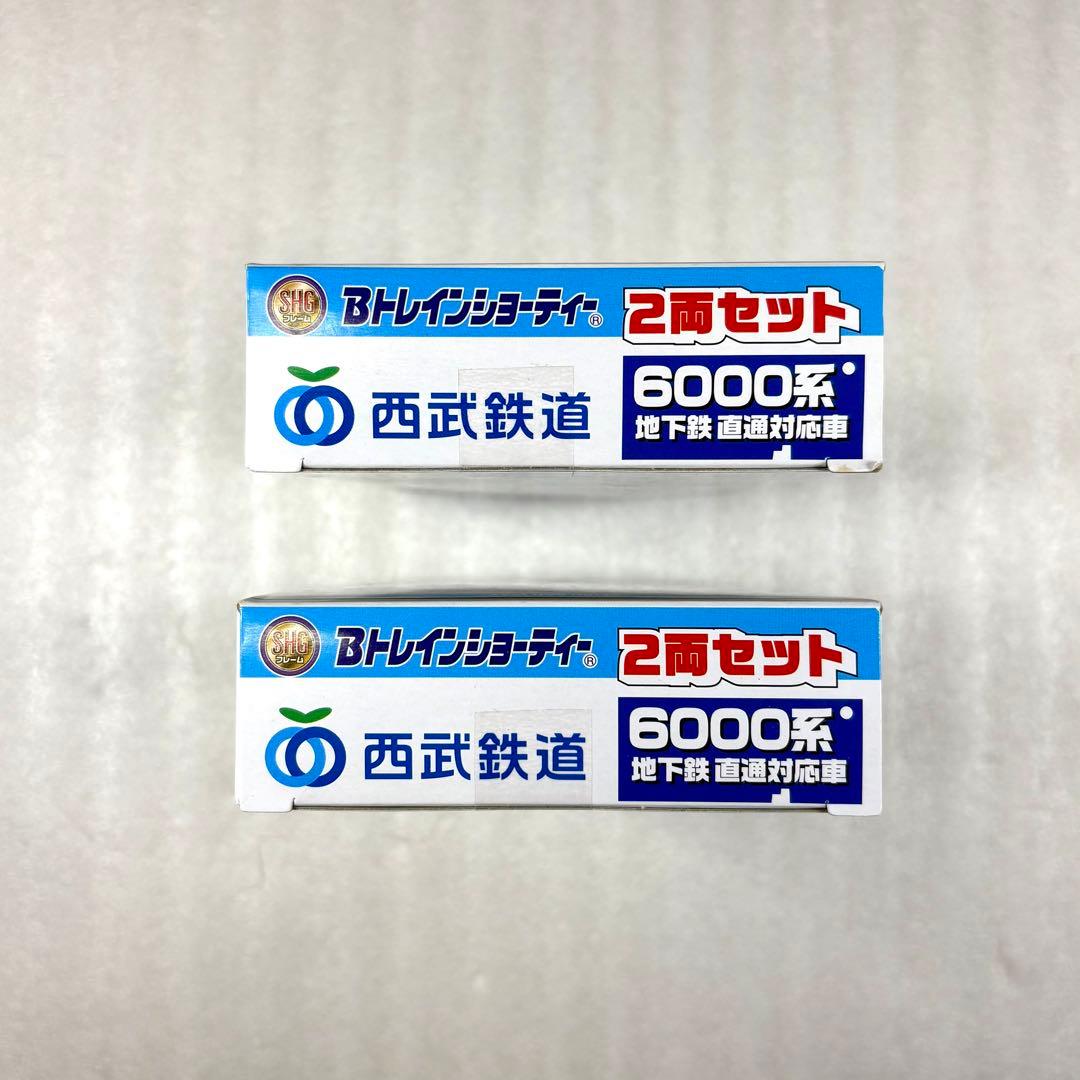 SHG
フレーム
Bトレインショーティー® 2両セット
西武鉄道
6000系
地下鉄 直通対応車
SHG
フレーム
Bトレインショーティー® 2両セット
西武鉄道
6000系
地下鉄 直通対応車